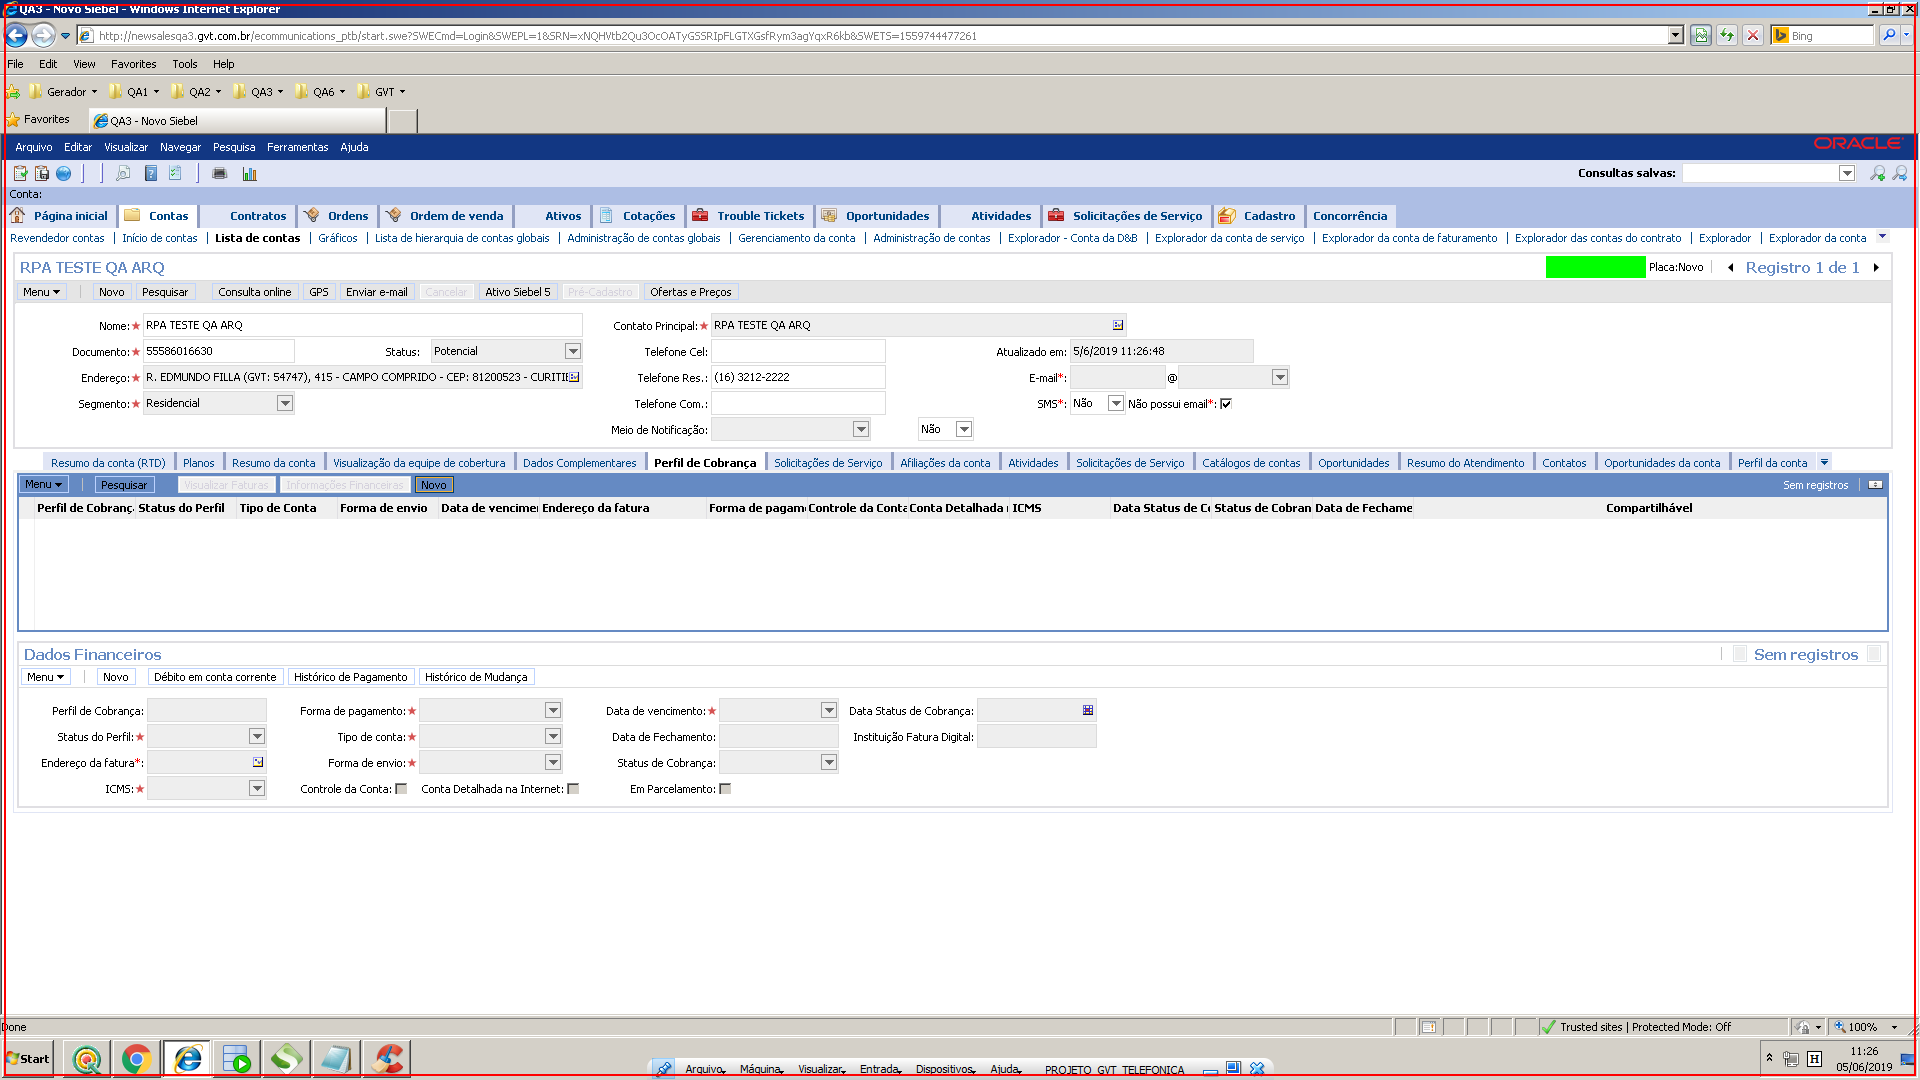 QA3 - Novo Siebel - Windows Internet Explorer
http://newsalesqa3.gvt.com.br/ecommunications_ptb/start.swe?SWECmd=Login&SWEPL=1&SRN=xNQHVtb2Qu3OcOATyGSSRIpFLGTXGsfRym3agYqxR6kb&SWETS=1559744477261
Bing
File Edit View Favorites Tools Help
Gerador QA1 QA2 QA3 QA6 GVT
Favorites QA3 - Novo Siebel
Arquivo Editar Visualizar Navegar Pesquisa Ferramentas Ajuda ORACLE
Consultas salvas:
Conta:
Página inicial Contas Contratos Ordens Ordem de venda Ativos Cotações Trouble Tickets Oportunidades Atividades Solicitações de Serviço Cadastro Concorrência
Revendedor contas | Início de contas | Lista de contas | Gráficos | Lista de hierarquia de contas globais | Administração de contas globais | Gerenciamento da conta | Administração de contas | Explorador - Conta da D&B | Explorador da conta de serviço | Explorador da conta de faturamento | Explorador das contas do contrato | Explorador | Explorador da conta
RPA TESTE QA ARQ Placa:Novo Registro 1 de 1
Menu Novo Pesquisar Consulta online GPS Enviar e-mail Cancelar Ativo Siebel 5 Pré-Cadastro Ofertas e Preços
Nome: RPA TESTE QA ARQ Contato Principal: RPA TESTE QA ARQ
Documento: 55586016630 Status: Potencial Telefone Cel: Atualizado em: 5/6/2019 11:26:48
Endereço: R. EDMUNDO FILLA (GVT: 54747), 415 - CAMPO COMPRIDO - CEP: 81200523 - CURITIE Telefone Res.: (16) 3212-2222 E-mail*: @
Segmento: Residencial Telefone Com.: SMS*: Não Não possui email*:
Meio de Notificação: Não
Resumo da conta (RTD) Planos Resumo da conta Visualização da equipe de cobertura Dados Complementares Perfil de Cobrança Solicitações de Serviço Afiliações da conta Atividades Solicitações de Serviço Catálogos de contas Oportunidades Resumo do Atendimento Contatos Oportunidades da conta Perfil da conta
Menu Pesquisar Visualizar Faturas Informações Financeiras Novo Sem registros
Perfil de Cobranç Status do Perfil Tipo de Conta Forma de envio Data de vencime Endereço da fatura Forma de pagam Controle da Conta Conta Detalhada ICMS Data Status de C Status de Cobran Data de Fechame Compartilhável
Dados Financeiros Sem registros
Menu Novo Débito em conta corrente Histórico de Pagamento Histórico de Mudança
Perfil de Cobrança: Forma de pagamento: Data de vencimento: Data Status de Cobrança:
Status do Perfil: Tipo de conta: Data de Fechamento: Instituição Fatura Digital:
Endereço da fatura*: Forma de envio: Status de Cobrança:
ICMS: Controle da Conta: Conta Detalhada na Internet: Em Parcelamento:
Done Trusted sites | Protected Mode: Off 100%
Start 11:26
Arquivo Máquina Visualizar Entrada Dispositivos Ajuda PROJETO_GVT_TELEFONICA H 05/06/2019